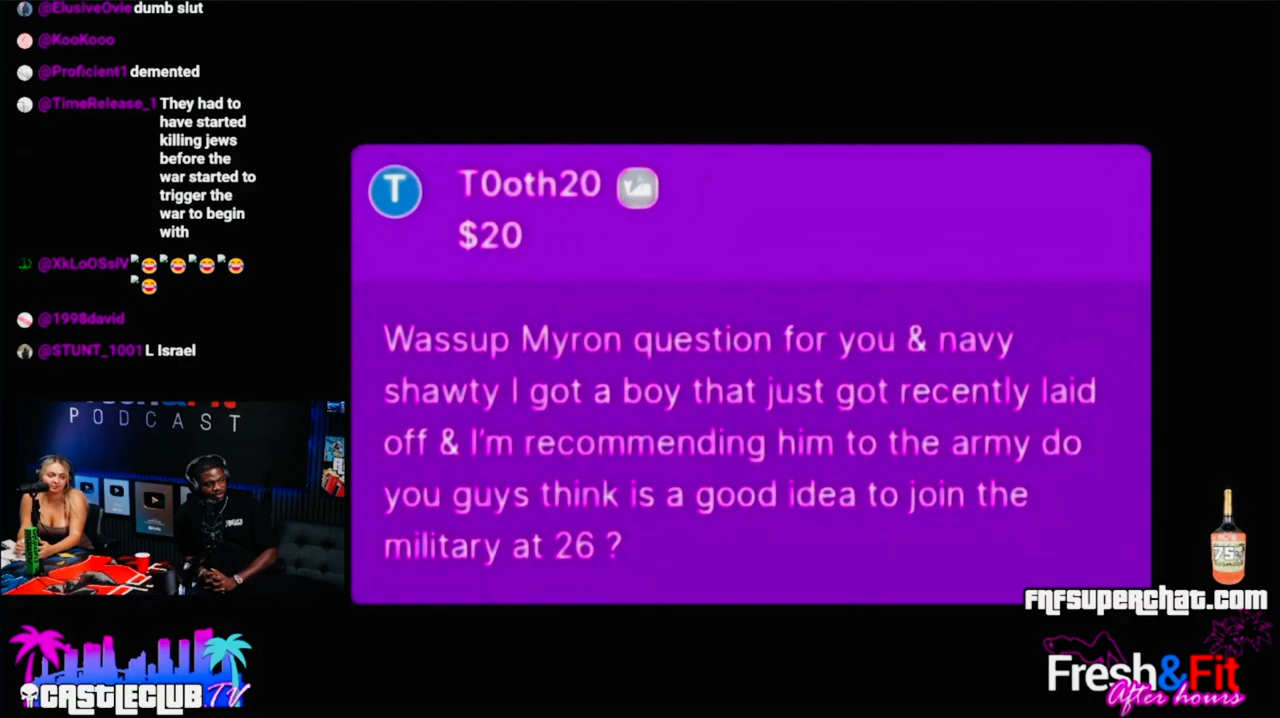 @ElusiveOvie dumb slut
@KooKooo
@Proficient1 demented
@TimeRelease_1 They had to
have started
killing jews
before the
war started to
trigger the
war to begin
with
@XkLoOSsiV
@1998david
@STUNT_1001 L Israel
T
T0oth20
$20
Wassup Myron question for you & navy
shawty I got a boy that just got recently laid
off & I'm recommending him to the army do
you guys think is a good idea to join the
military at 26 ?
PODCAST
75
FNFSUPERCHAT.COM
CASTLECLUB.TV
Fresh&Fit
After hours